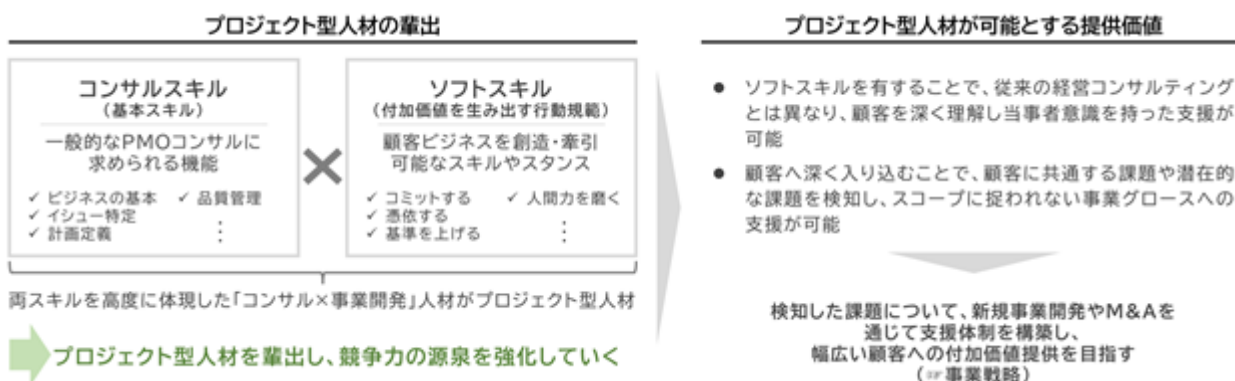 プロジェクト型人材の輩出
コンサルスキル
(基本スキル)
一般的なPMOコンサルに
求められる機能
✓ ビジネスの基本 ✓ 品質管理
✓ イシュー特定
✓ 計画定義
⋮
×
ソフトスキル
(付加価値を生み出す行動規範)
顧客ビジネスを創造・牽引
可能なスキルやスタンス
✓ コミットする ✓ 人間力を磨く
✓ 憑依する
✓ 基準を上げる
⋮
両スキルを高度に体現した「コンサル×事業開発」人材がプロジェクト型人材
プロジェクト型人材を輩出し、競争力の源泉を強化していく
プロジェクト型人材が可能とする提供価値
● ソフトスキルを有することで、従来の経営コンサルティング
とは異なり、顧客を深く理解し当事者意識を持った支援が
可能
● 顧客へ深く入り込むことで、顧客に共通する課題や潜在的
な課題を検知し、スコープに捉われない事業グロースへの
支援が可能
検知した課題について、新規事業開発やM&Aを
通じて支援体制を構築し、
幅広い顧客への付加価値提供を目指す
(☞事業戦略)